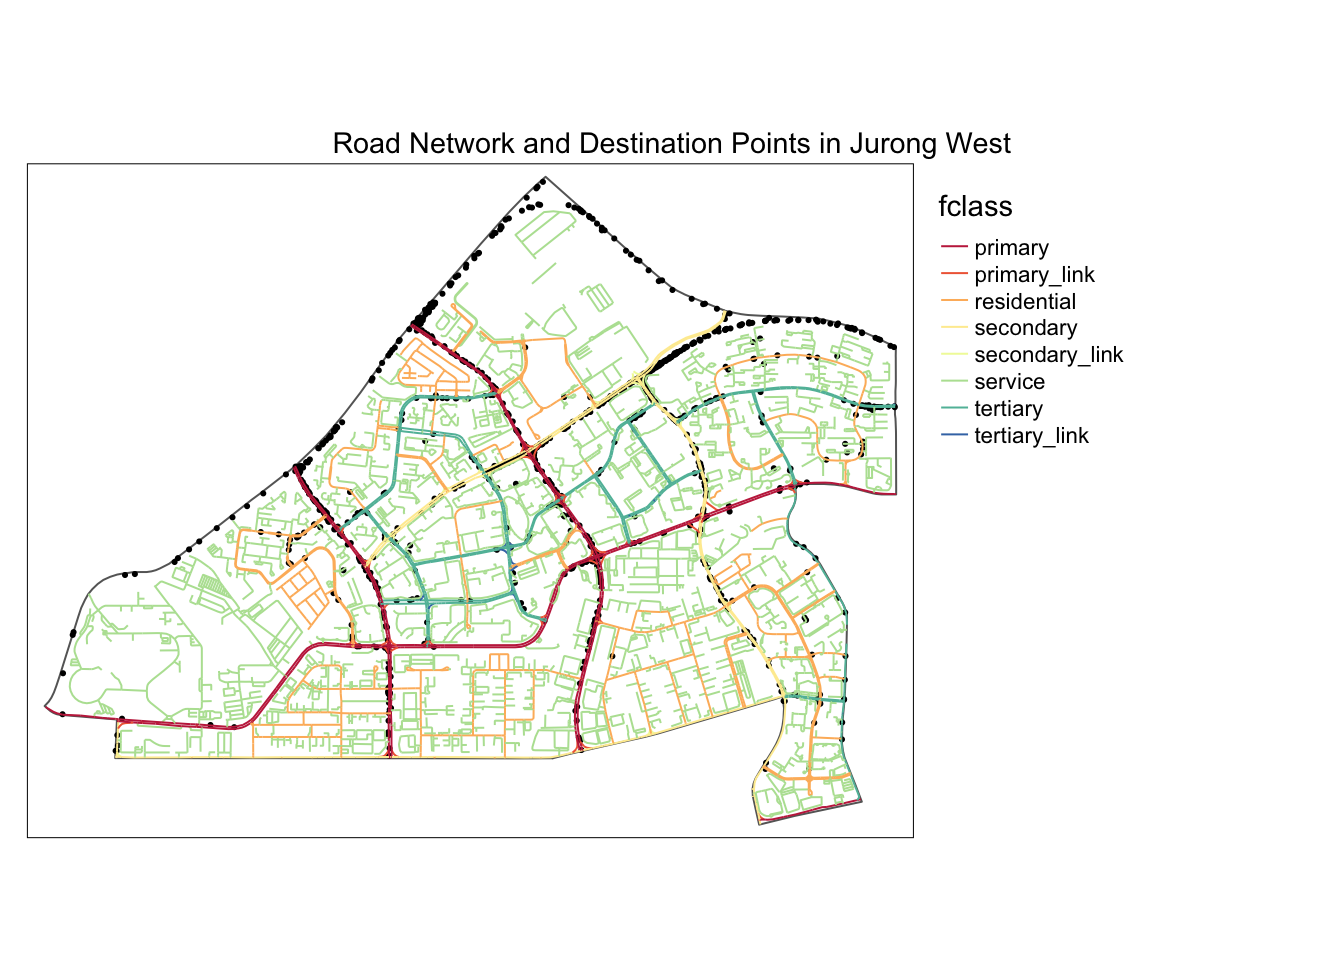 Road Network and Destination Points in Jurong West
fclass
primary
primary_link
residential
secondary
secondary_link
service
tertiary
tertiary_link